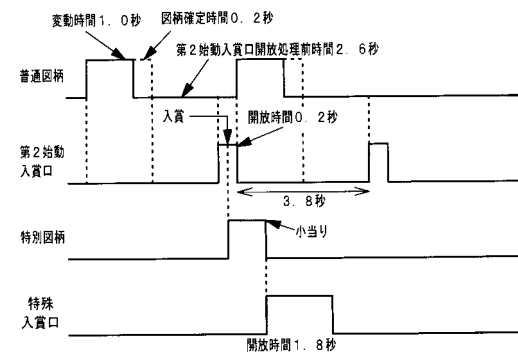 変動時間1.0秒
図柄確定時間0.2秒
第2始動入賞口開放処理前時間2.6秒
普通図柄
入賞
開放時間0.2秒
第2始動
入賞口
3.8秒
特別図柄
小当り
特殊
入賞口
開放時間1.8秒